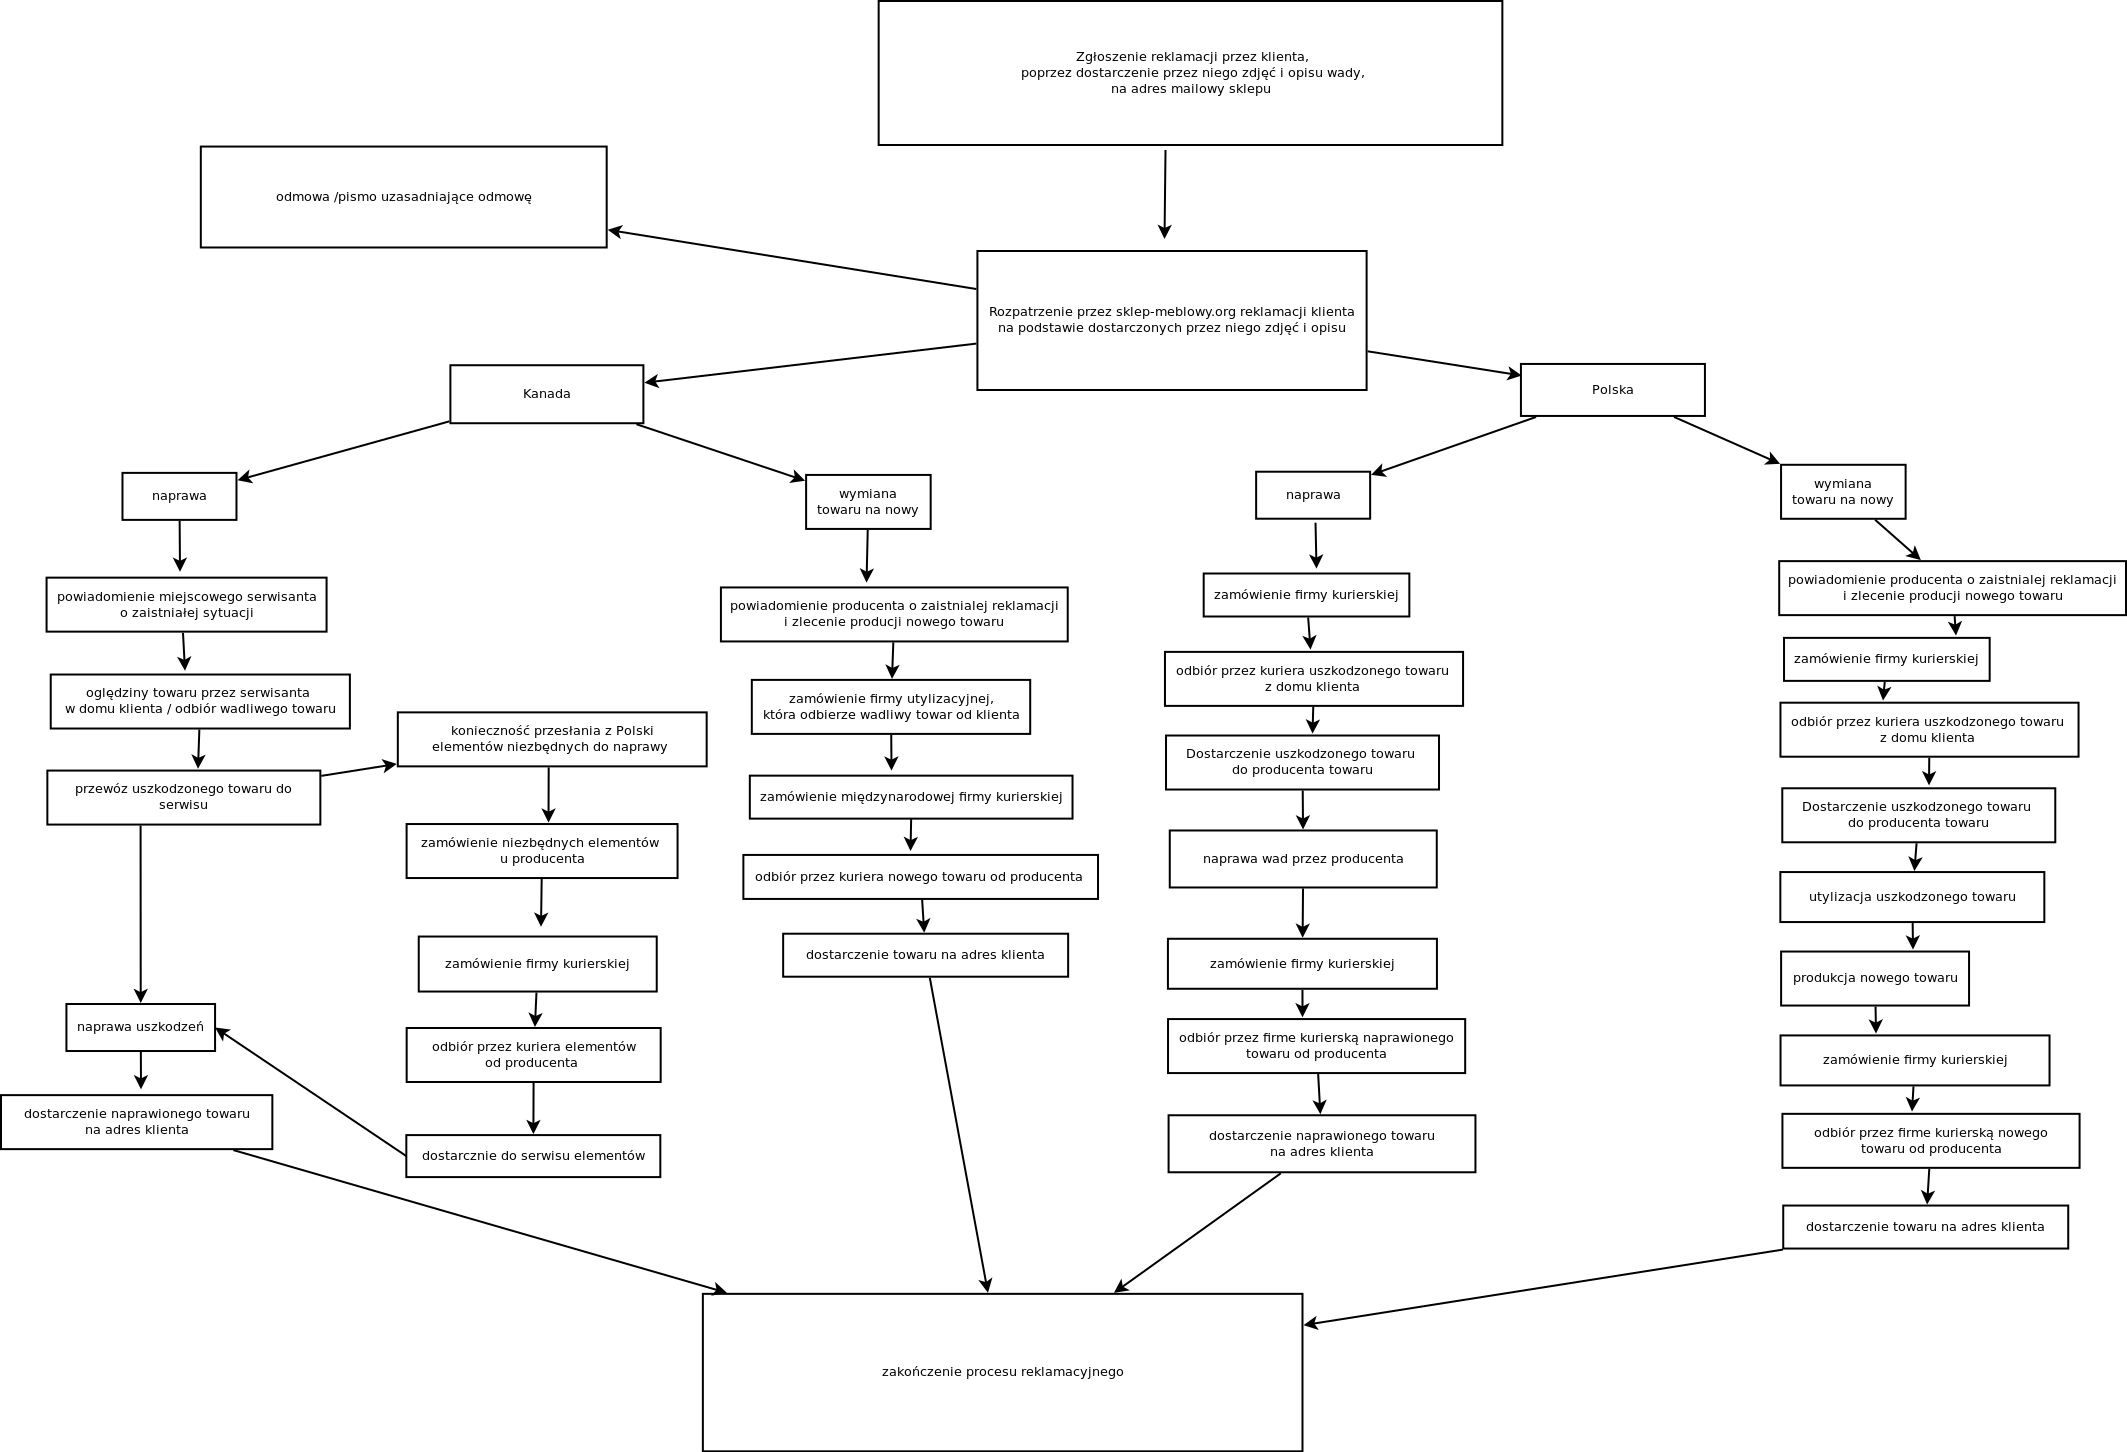 Zgłoszenie reklamacji przez klienta,
poprzez dostarczenie przez niego zdjęć i opisu wady,
na adres mailowy sklepu
odmowa /pismo uzasadniające odmowę
Rozpatrzenie przez sklep-meblowy.org reklamacji klienta
na podstawie dostarczonych przez niego zdjęć i opisu
Kanada
Polska
naprawa
powiadomienie miejscowego serwisanta
o zaistniałej sytuacji
oględziny towaru przez serwisanta
w domu klienta / odbiór wadliwego towaru
przewóz uszkodzonego towaru do
serwisu
naprawa uszkodzeń
dostarczenie naprawionego towaru
na adres klienta
konieczność przesłania z Polski
elementów niezbędnych do naprawy
zamówienie niezbędnych elementów
u producenta
zamówienie firmy kurierskiej
odbiór przez kuriera elementów
od producenta
dostarcznie do serwisu elementów
wymiana
towaru na nowy
powiadomienie producenta o zaistnialej reklamacji
i zlecenie producji nowego towaru
zamówienie firmy utylizacyjnej,
która odbierze wadliwy towar od klienta
zamówienie międzynarodowej firmy kurierskiej
odbiór przez kuriera nowego towaru od producenta
dostarczenie towaru na adres klienta
naprawa
zamówienie firmy kurierskiej
odbiór przez kuriera uszkodzonego towaru
z domu klienta
Dostarczenie uszkodzonego towaru
do producenta towaru
naprawa wad przez producenta
zamówienie firmy kurierskiej
odbiór przez firme kurierską naprawionego
towaru od producenta
dostarczenie naprawionego towaru
na adres klienta
wymiana
towaru na nowy
powiadomienie producenta o zaistnialej reklamacji
i zlecenie producji nowego towaru
zamówienie firmy kurierskiej
odbiór przez kuriera uszkodzonego towaru
z domu klienta
Dostarczenie uszkodzonego towaru
do producenta towaru
utylizacja uszkodzonego towaru
produkcja nowego towaru
zamówienie firmy kurierskiej
odbiór przez firme kurierską nowego
towaru od producenta
dostarczenie towaru na adres klienta
zakończenie procesu reklamacyjnego